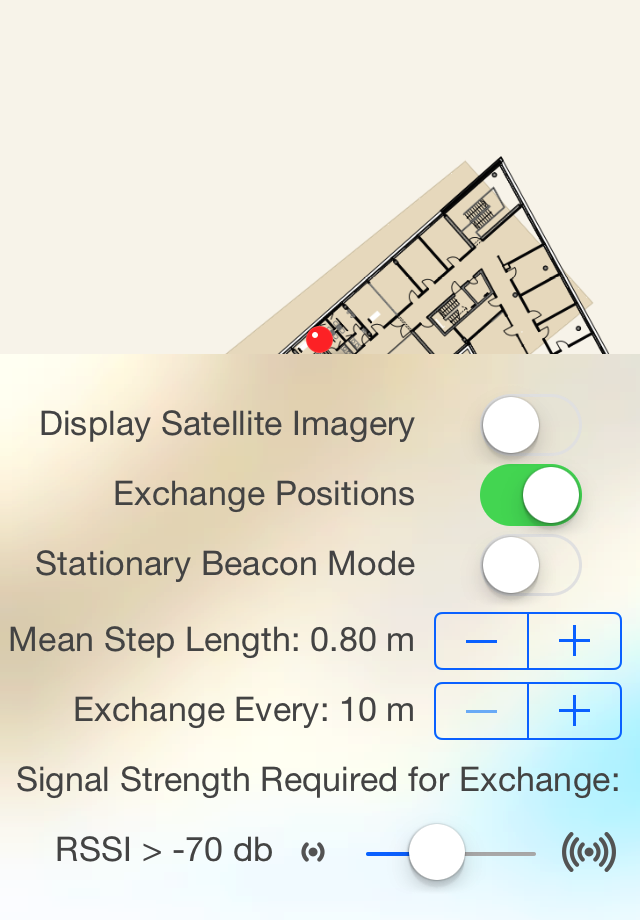 Display Satellite Imagery
Exchange Positions
Stationary Beacon Mode
Mean Step Length: 0.80 m
Exchange Every: 10 m
Signal Strength Required for Exchange:
RSSI > -70 db